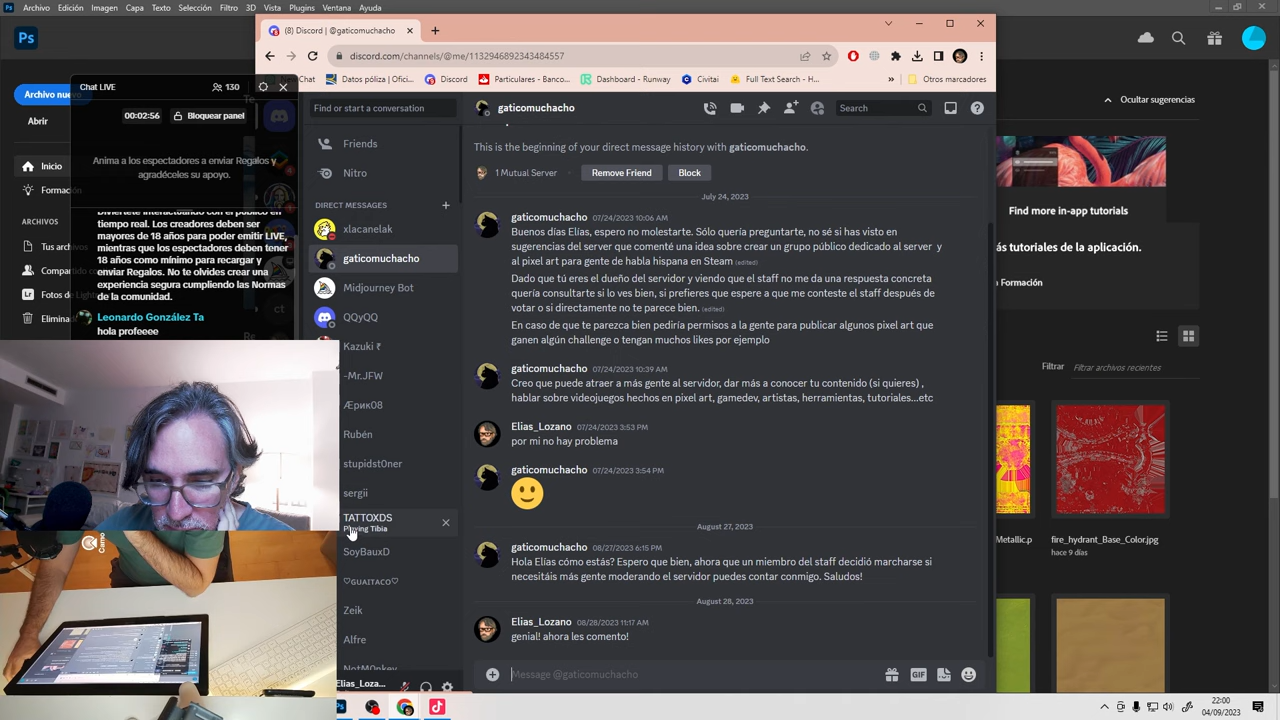 Ps
Archivo Edición Imagen Capa Texto Selección Filtro 3D Vista Plugins
(8) Discord | @gaticomuchacho
discord.com/channels/@me/1132946892343484557
Chat
Datos póliza | Ofici...
Discord
Particulares - Banco...
Dashboard - Runway
Civitai
Full Text Search - H...
»
Otros marcadores
Archivo nuevo
Abrir
Inicio
Formación
ARCHIVOS
Tus archivos
Compartido
Lr
Fotos de
Eliminad
Chat LIVE
130
00:02:56
Bloquear panel
Anima a los espectadores a enviar Regalos y
agradéceles su apoyo.
Diviértete interactuando con el público en
tiempo real. Los creadores deben ser
mayores de 18 años para poder emitir LIVE,
mientras que los espectadores deben tener
al 18 años como mínimo para recargar y
enviar Regalos. No te olvides crear una
experiencia segura cumpliendo las Normas
de la comunidad.
Leonardo González Ta
hola profeeee
Find or start a conversation
Friends
Nitro
DIRECT MESSAGES
xlacanelak
gaticomuchacho
Midjourney Bot
QQyQQ
Kazuki ₹
-Mr.JFW
Æрик08
Rubén
stupidst0ner
sergii
TATTOXDS
Playing Tibia
SoyBauxD
♡GUAITACO♡
Zeik
Alfre
NotM0nkey
Elias_Loza...
gaticomuchacho
Search
This is the beginning of your direct message history with gaticomuchacho.
1 Mutual Server
Remove Friend
Block
July 24, 2023
gaticomuchacho 07/24/2023 10:06 AM
Buenos días Elías, espero no molestarte. Sólo quería preguntarte, no sé si has visto en
sugerencias del server que comenté una idea sobre crear un grupo público dedicado al server y
al pixel art para gente de habla hispana en Steam (edited)
Dado que tú eres el dueño del servidor y viendo que el staff no me da una respuesta concreta
quería consultarte si lo ves bien, si prefieres que espere a que me conteste el staff después de
votar o si directamente no te parece bien. (edited)
En caso de que te parezca bien pediría permisos a la gente para publicar algunos pixel art que
ganen algún challenge o tengan muchos likes por ejemplo
gaticomuchacho 07/24/2023 10:39 AM
Creo que puede atraer a más gente al servidor, dar más a conocer tu contenido (si quieres) ,
hablar sobre videojuegos hechos en pixel art, gamedev, artistas, herramientas, tutoriales...etc
Elias_Lozano 07/24/2023 3:53 PM
por mi no hay problema
gaticomuchacho 07/24/2023 3:54 PM
August 27, 2023
gaticomuchacho 08/27/2023 6:15 PM
Hola Elías cómo estás? Espero que bien, ahora que un miembro del staff decidió marcharse si
necesitáis más gente moderando el servidor puedes contar conmigo. Saludos!
August 28, 2023
Elias_Lozano 08/28/2023 11:17 AM
genial! ahora les comento!
Message @gaticomuchacho
GIF
Ocultar sugerencias
Find more in-app tutorials
ás tutoriales de la aplicación.
a Formación
Filtrar Filtrar archivos recientes
Metallic.p
fire_hydrant_Base_Color.jpg
hace 9 días
Camo
22:00
04/09/2023